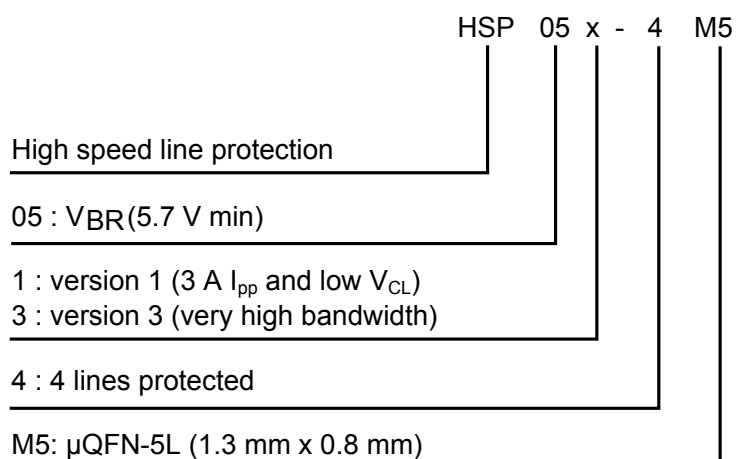 HSP 05 x - 4 M5
High speed line protection
05 : VBR(5.7 V min)
1 : version 1 (3 A Ipp and low VCL)
3 : version 3 (very high bandwidth)
4 : 4 lines protected
M5: µQFN-5L (1.3 mm x 0.8 mm)